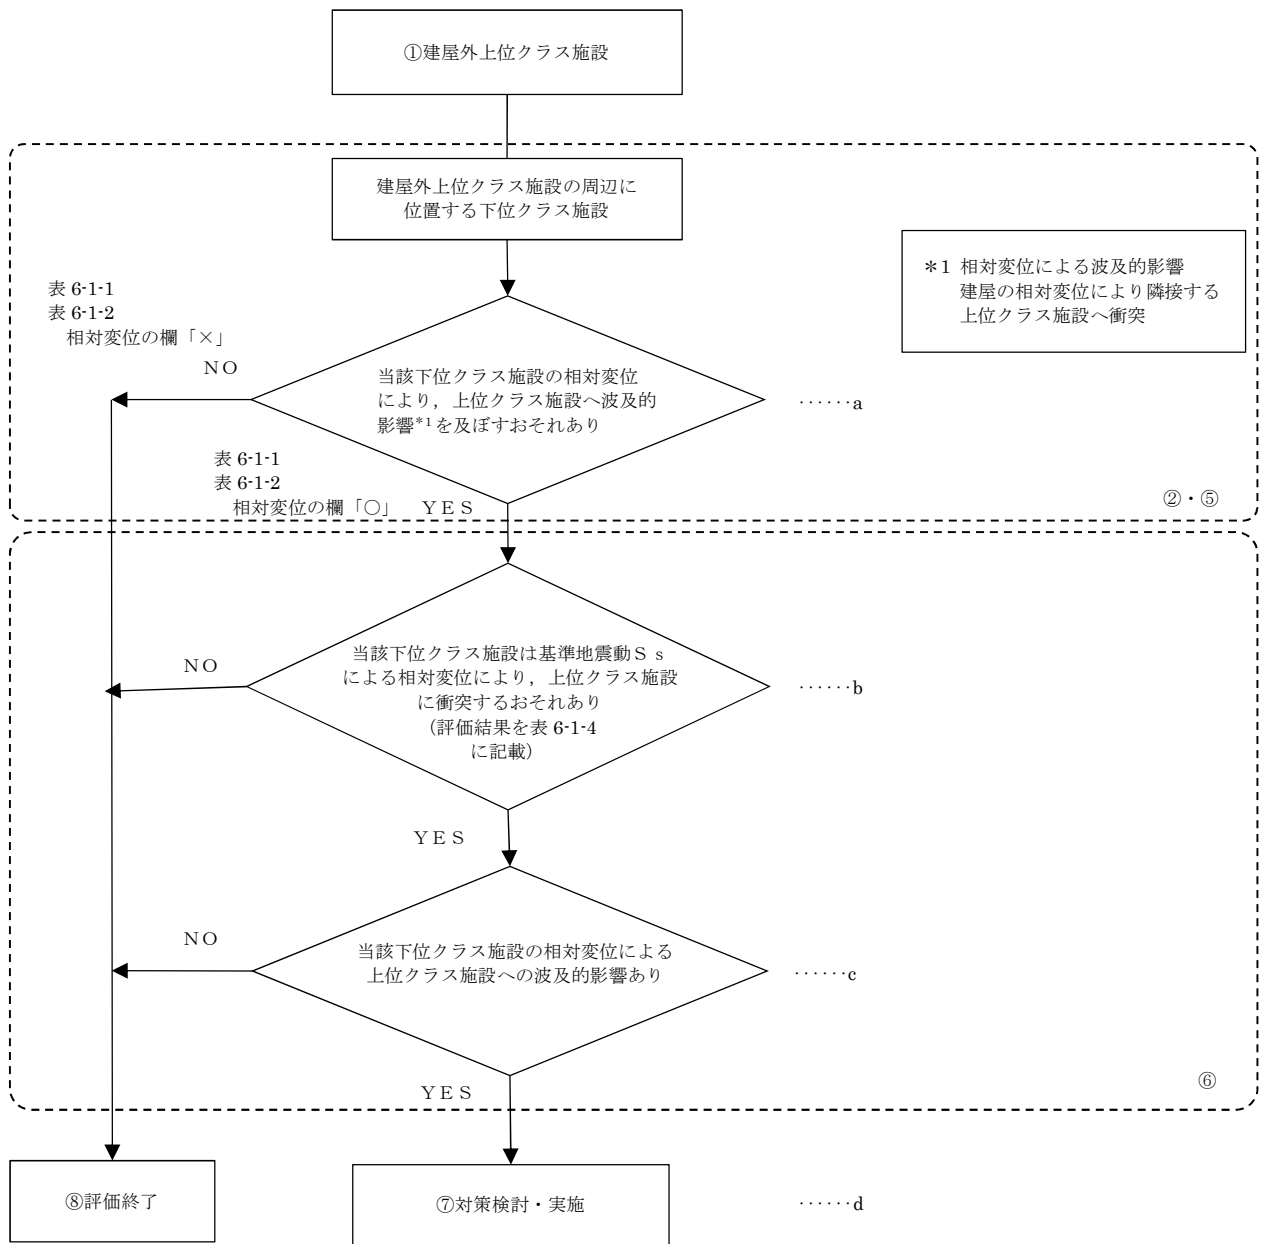 ①建屋外上位クラス施設
建屋外上位クラス施設の周辺に
位置する下位クラス施設
＊1 相対変位による波及的影響
建屋の相対変位により隣接する
上位クラス施設へ衝突
表 6-1-1
表 6-1-2
相対変位の欄「×」
ＮＯ
当該下位クラス施設の相対変位
により，上位クラス施設へ波及的
影響*1を及ぼすおそれあり
······a
表 6-1-1
表 6-1-2
相対変位の欄「○」 ＹＥＳ
②・⑤
ＮＯ
当該下位クラス施設は基準地震動Ｓｓ
による相対変位により，上位クラス施設
に衝突するおそれあり
（評価結果を表 6-1-4
に記載）
······b
ＹＥＳ
ＮＯ
当該下位クラス施設の相対変位による
上位クラス施設への波及的影響あり
······c
ＹＥＳ
⑥
⑧評価終了
⑦対策検討・実施
······d